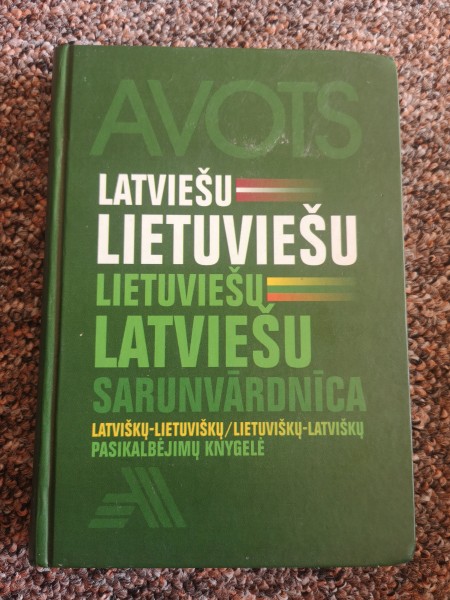 AVOTS
LATVIEŠU
LIETUVIEŠU
LIETUVIEŠU
LATVIEŠU
SARUNVĀRDNĪCA
LATVIŠKŲ-LIETUVIŠKŲ/LIETUVIŠKŲ-LATVIŠKŲ
PASIKALBĖJIMŲ KNYGELĖ